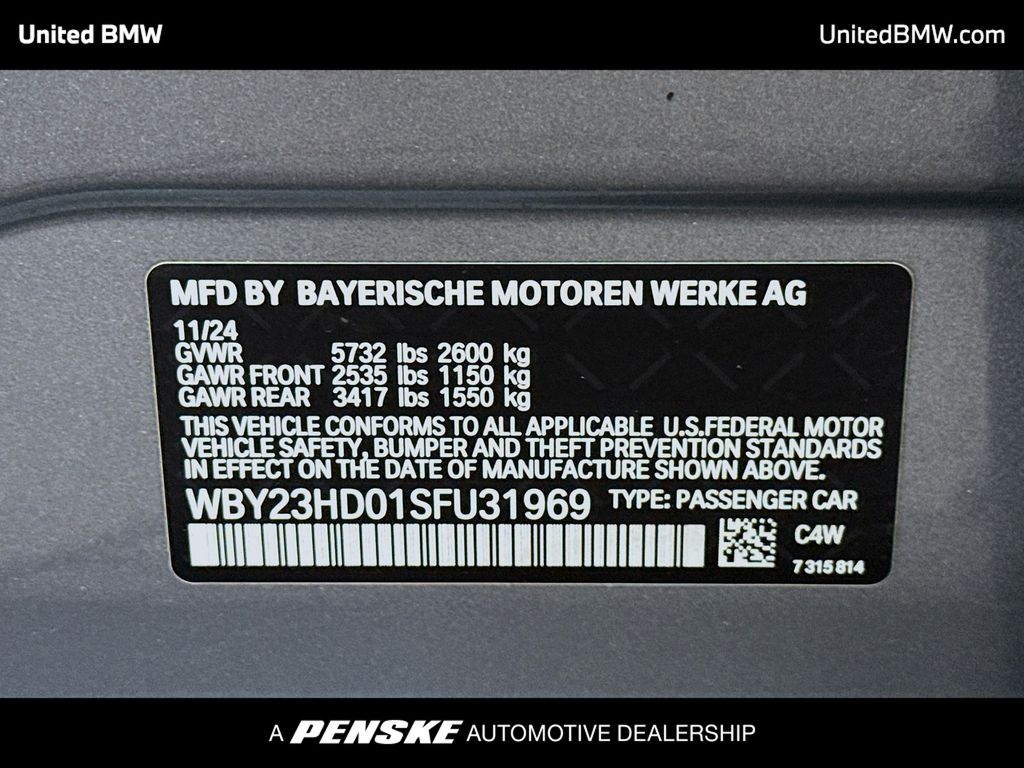 United BMW
UnitedBMW.com
MFD BY BAYERISCHE MOTOREN WERKE AG
11/24
GVWR 5732 lbs 2600 kg
GAWR FRONT 2535 lbs 1150 kg
GAWR REAR 3417 lbs 1550 kg
THIS VEHICLE CONFORMS TO ALL APPLICABLE U.S.FEDERAL MOTOR
VEHICLE SAFETY, BUMPER AND THEFT PREVENTION STANDARDS
IN EFFECT ON THE DATE OF MANUFACTURE SHOWN ABOVE.
WBY23HD01SFU31969 TYPE: PASSENGER CAR
C4W
7315814
A PENSKE AUTOMOTIVE DEALERSHIP